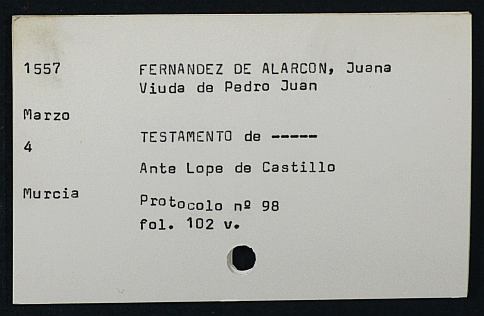 1557 FERNANDEZ DE ALARCON, Juana
Viuda de Pedro Juan
Marzo
4 TESTAMENTO de -----
Ante Lope de Castillo
Murcia Protocolo nº 98
fol. 102 v.